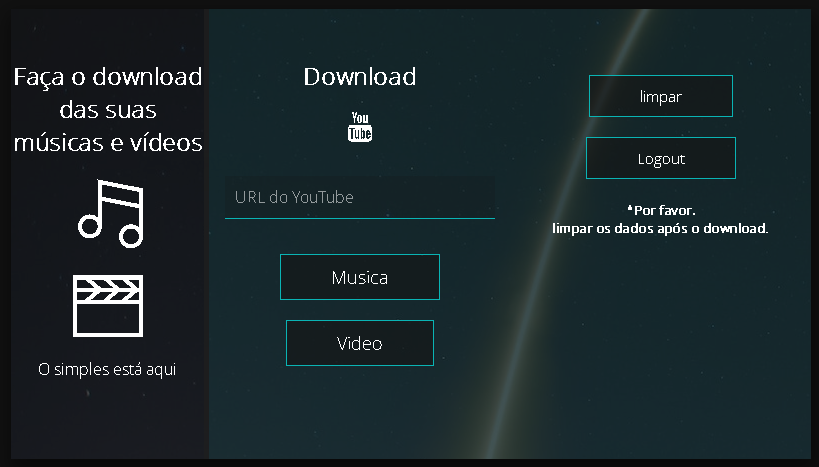 Faça o download
das suas
músicas e vídeos
O simples está aqui
Download
You
Tube
URL do YouTube
Musica
Video
limpar
Logout
*Por favor.
limpar os dados após o download.